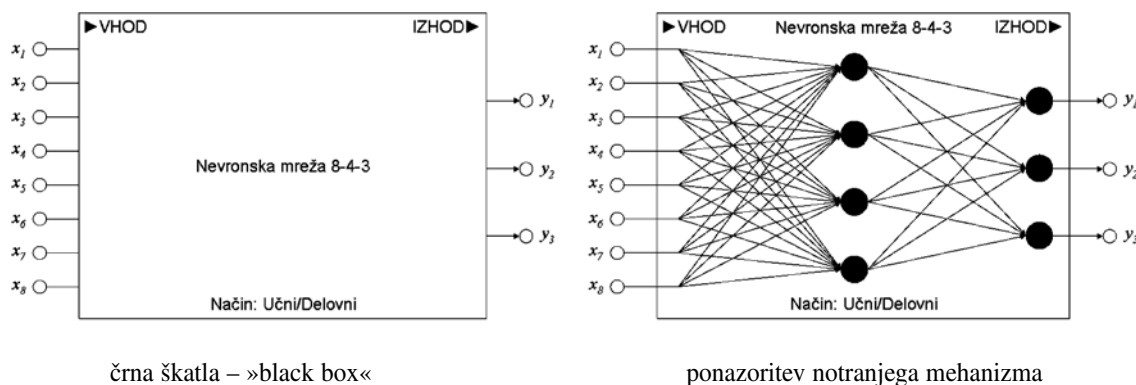 ►VHOD IZHOD►
x1
x2
x3
x4
x5
x6
x7
x8
Nevronska mreža 8-4-3
y1
y2
y3
Način: Učni/Delovni
črna škatla – »black box«
►VHOD Nevronska mreža 8-4-3 IZHOD►
x1
x2
x3
x4
x5
x6
x7
x8
y1
y2
y3
Način: Učni/Delovni
ponazoritev notranjega mehanizma